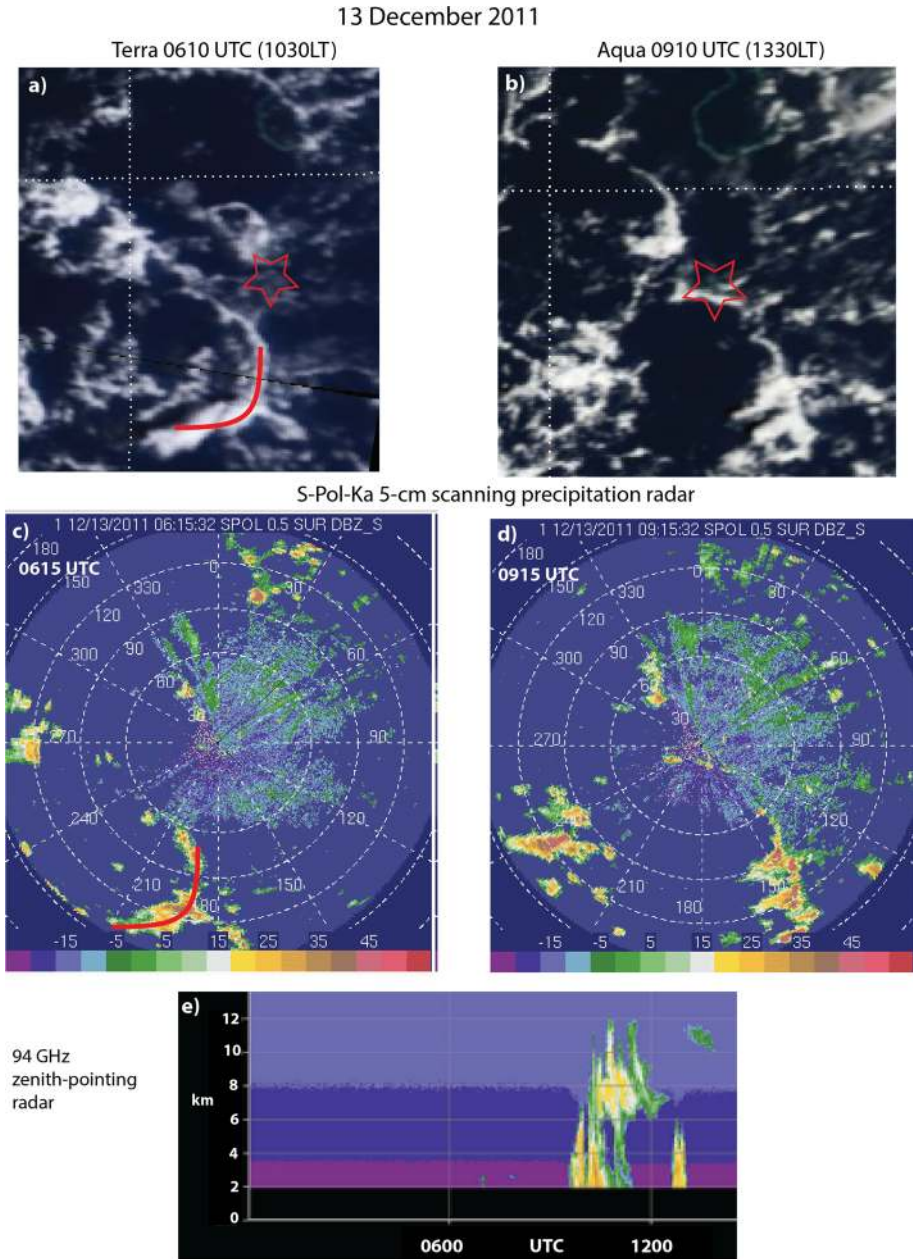 13 December 2011
Terra 0610 UTC (1030LT)
Aqua 0910 UTC (1330LT)
a)
b)
S-Pol-Ka 5-cm scanning precipitation radar
c)
1 12/13/2011 06:15:32 SPOL 0.5 SUR DBZ_S
0615 UTC
180
150
120
90
60
30
0
30
60
90
120
150
180
210
240
270
300
330
-15 -5 5 15 25 35 45
d)
1 12/13/2011 09:15:32 SPOL 0.5 SUR DBZ_S
0915 UTC
180
150
120
90
60
30
0
30
60
90
120
150
180
210
240
270
300
330
-15 -5 5 15 25 35 45
e)
94 GHz
zenith-pointing
radar
km
12
10
8
6
4
2
0
0600 UTC 1200